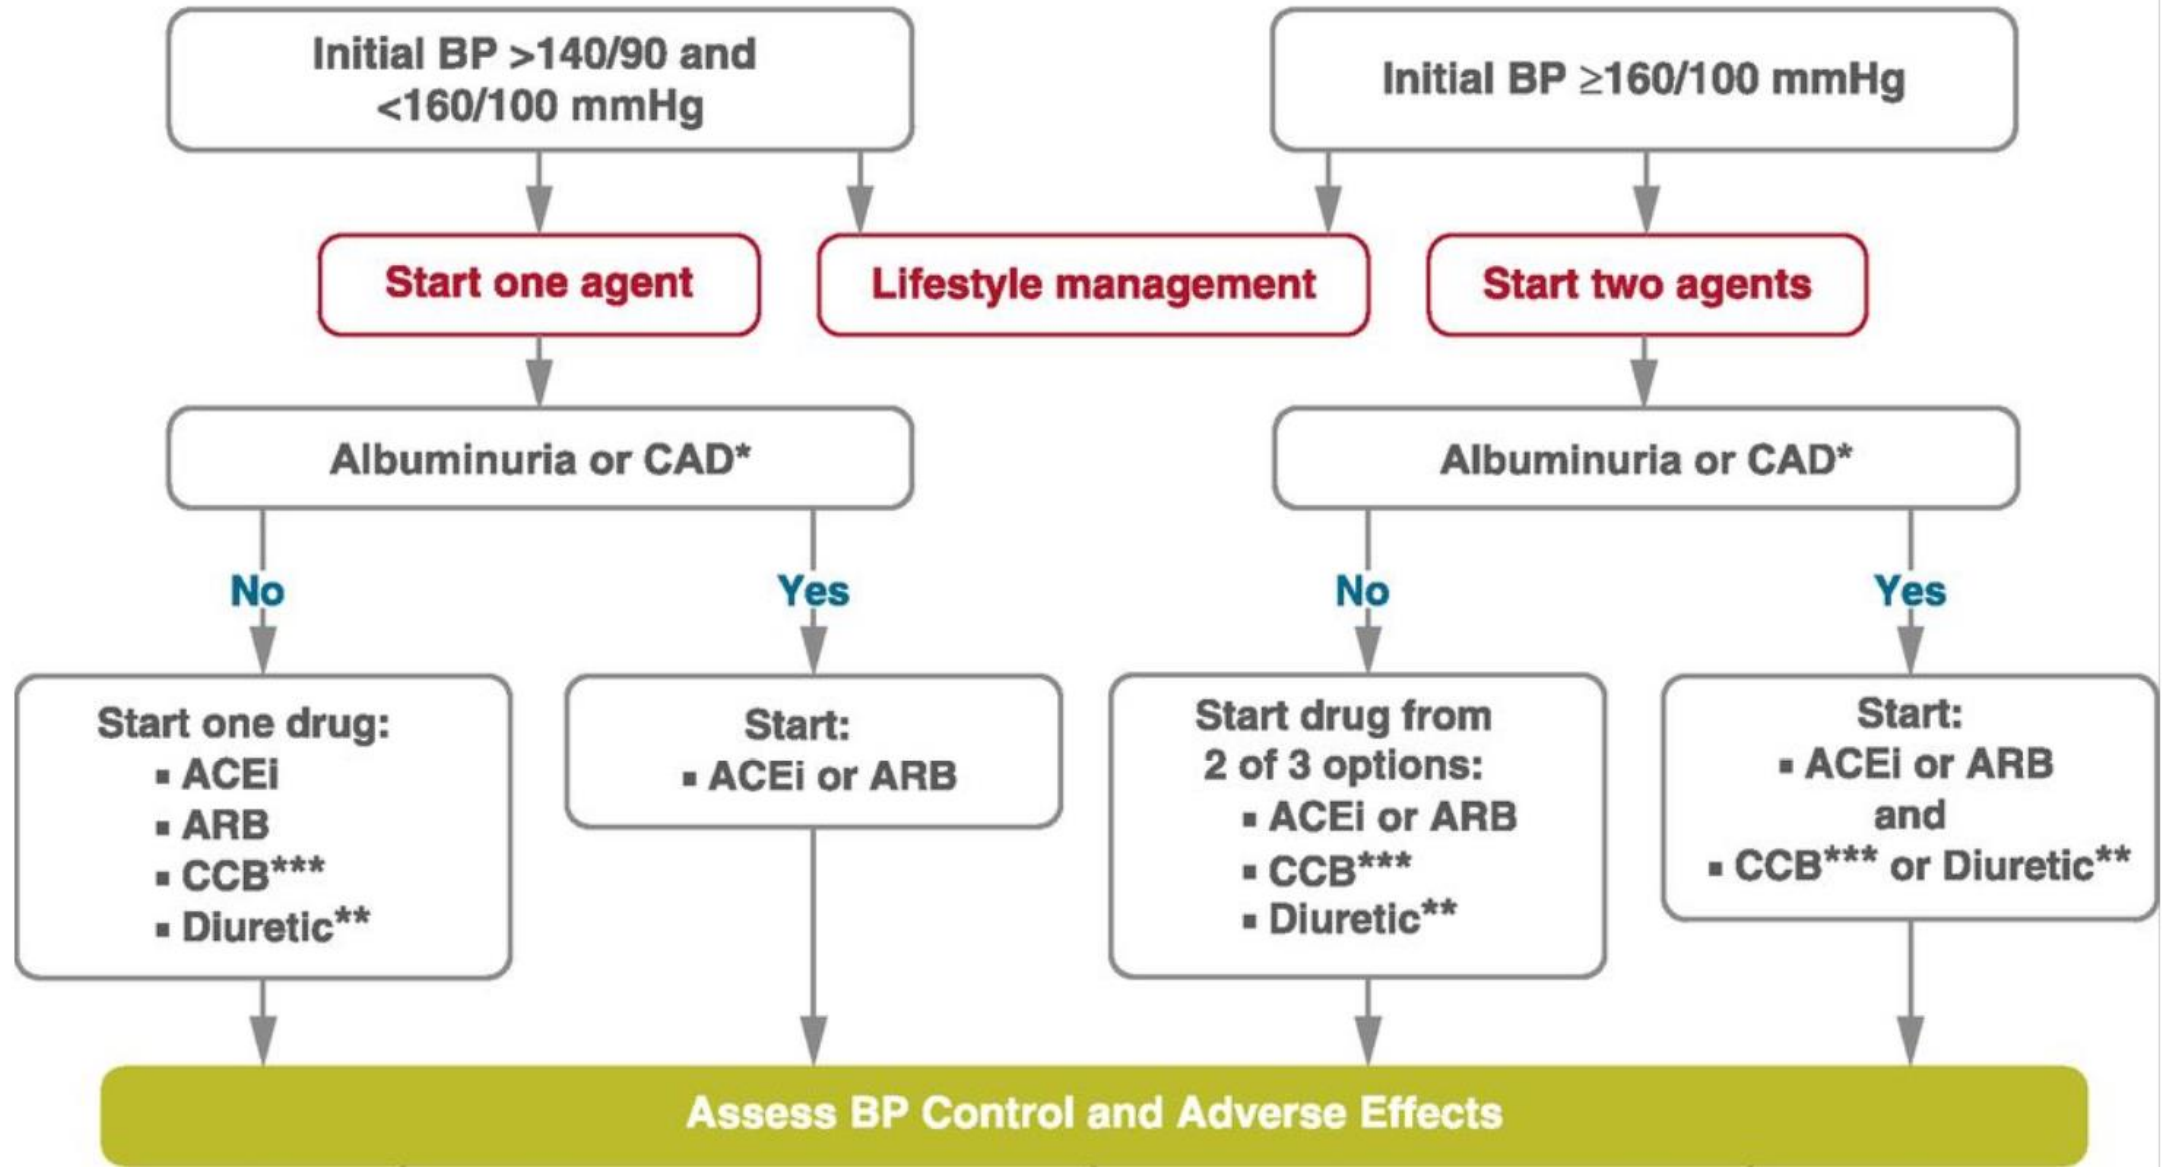 Initial BP >140/90 and
<160/100 mmHg
Initial BP ≥160/100 mmHg
Start one agent
Lifestyle management
Start two agents
Albuminuria or CAD*
Albuminuria or CAD*
No
Yes
No
Yes
Start one drug:
▪ ACEi
▪ ARB
▪ CCB***
▪ Diuretic**
Start:
▪ ACEi or ARB
Start drug from
2 of 3 options:
▪ ACEi or ARB
▪ CCB***
▪ Diuretic**
Start:
▪ ACEi or ARB
and
▪ CCB*** or Diuretic**
Assess BP Control and Adverse Effects